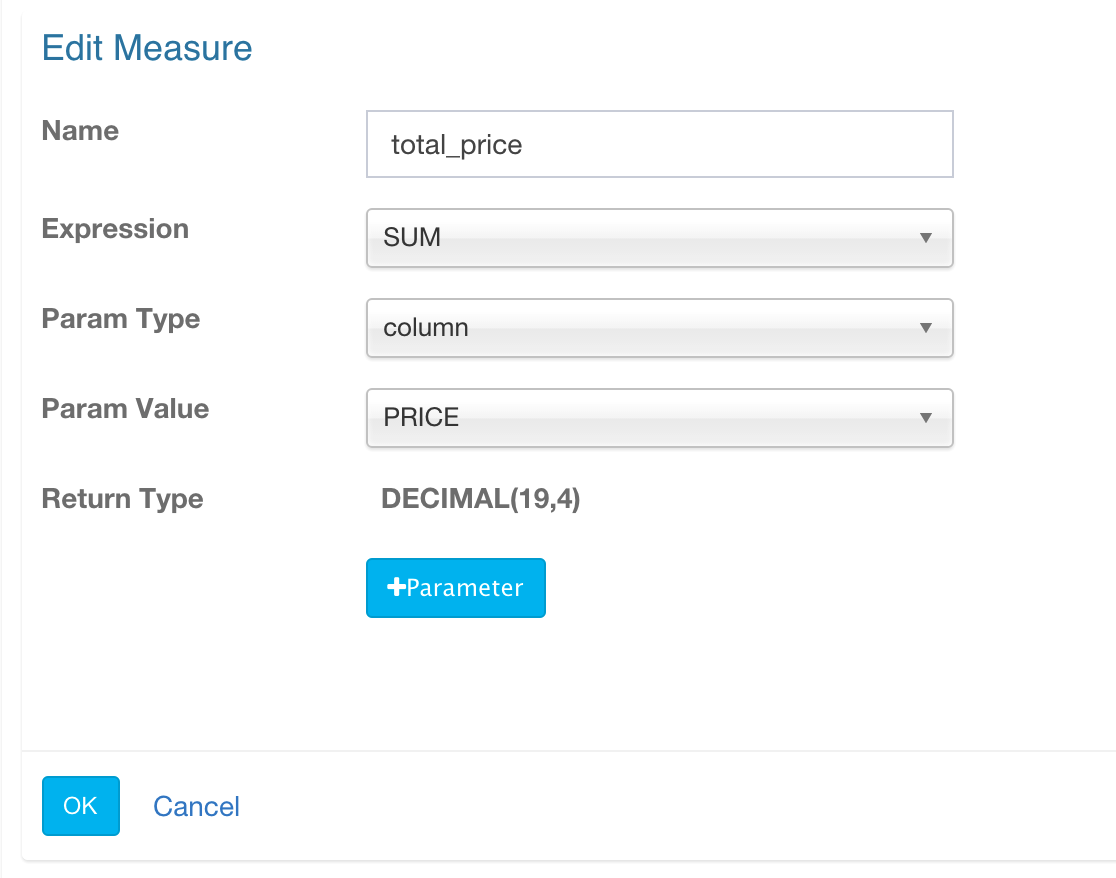 Edit Measure
Name
total_price
Expression
SUM
Param Type
column
Param Value
PRICE
Return Type
DECIMAL(19,4)
+Parameter
OK Cancel